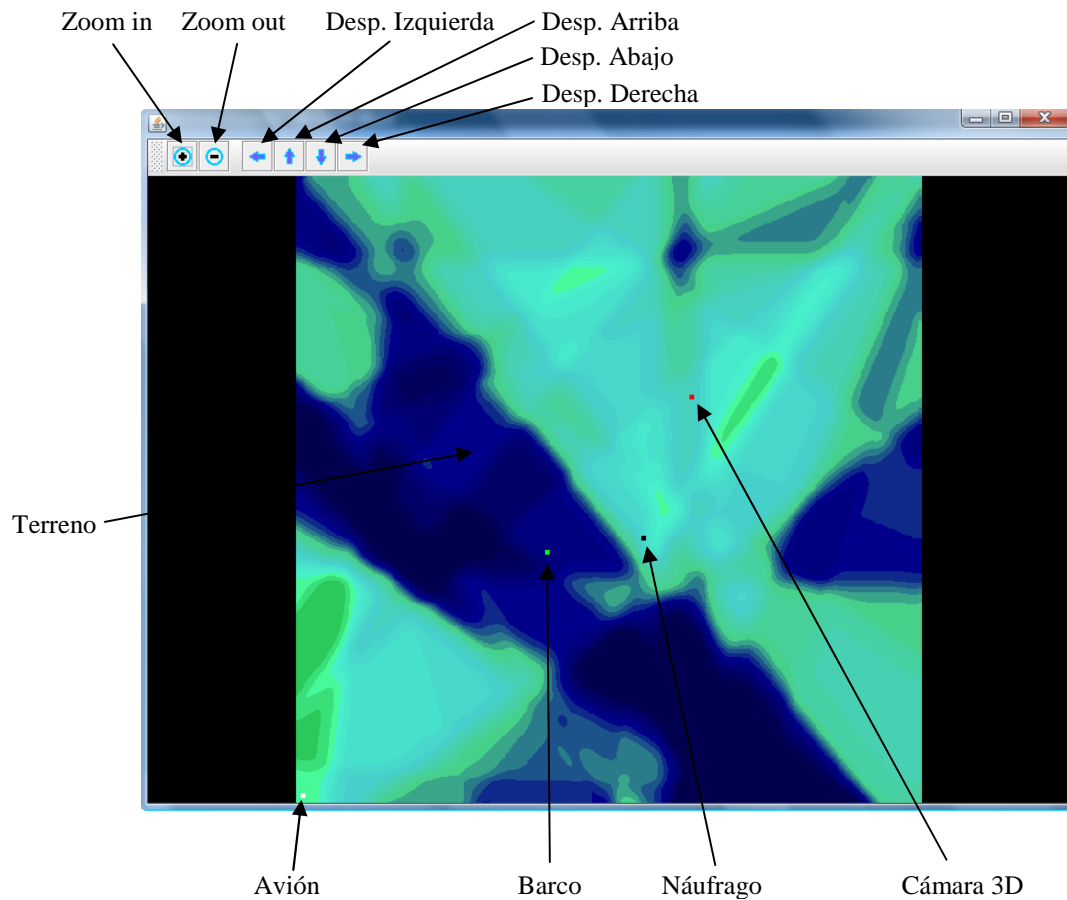 Zoom in Zoom out Desp. Izquierda Desp. Arriba
Desp. Abajo
Desp. Derecha
Terreno
Avión Barco Náufrago Cámara 3D